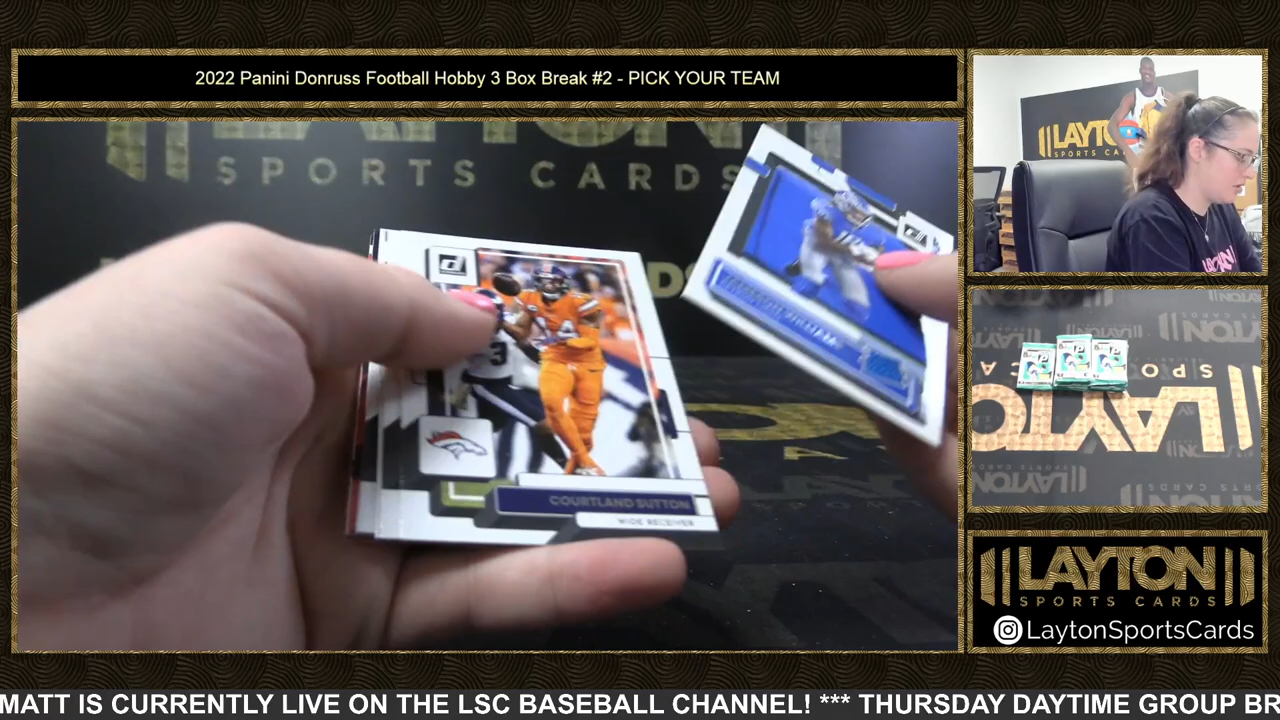 2022 Panini Donruss Football Hobby 3 Box Break #2 - PICK YOUR TEAM
LAYTON
SPORTS CARDS
COURTLAND SUTTON
WIDE RECEIVER
LAYTON
SPORTS CARDS
LAYTON
LAYTON
SPORTS CARDS
LaytonSportsCards
MATT IS CURRENTLY LIVE ON THE LSC BASEBALL CHANNEL! *** THURSDAY DAYTIME GROUP BR